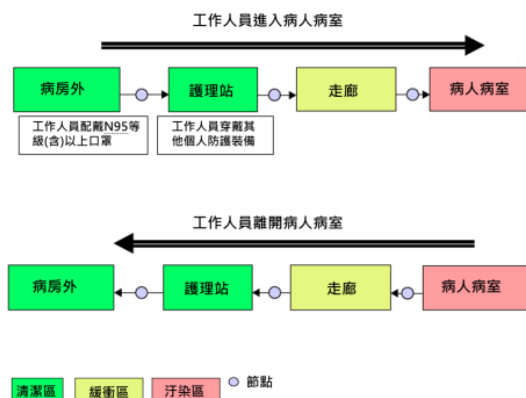 工作人員進入病人病室
病房外
護理站
走廊
病人病室
工作人員配戴N95等
級(含)以上口罩
工作人員穿戴其
他個人防護裝備
工作人員離開病人病室
病房外
護理站
走廊
病人病室
清潔區
緩衝區
汙染區
節點